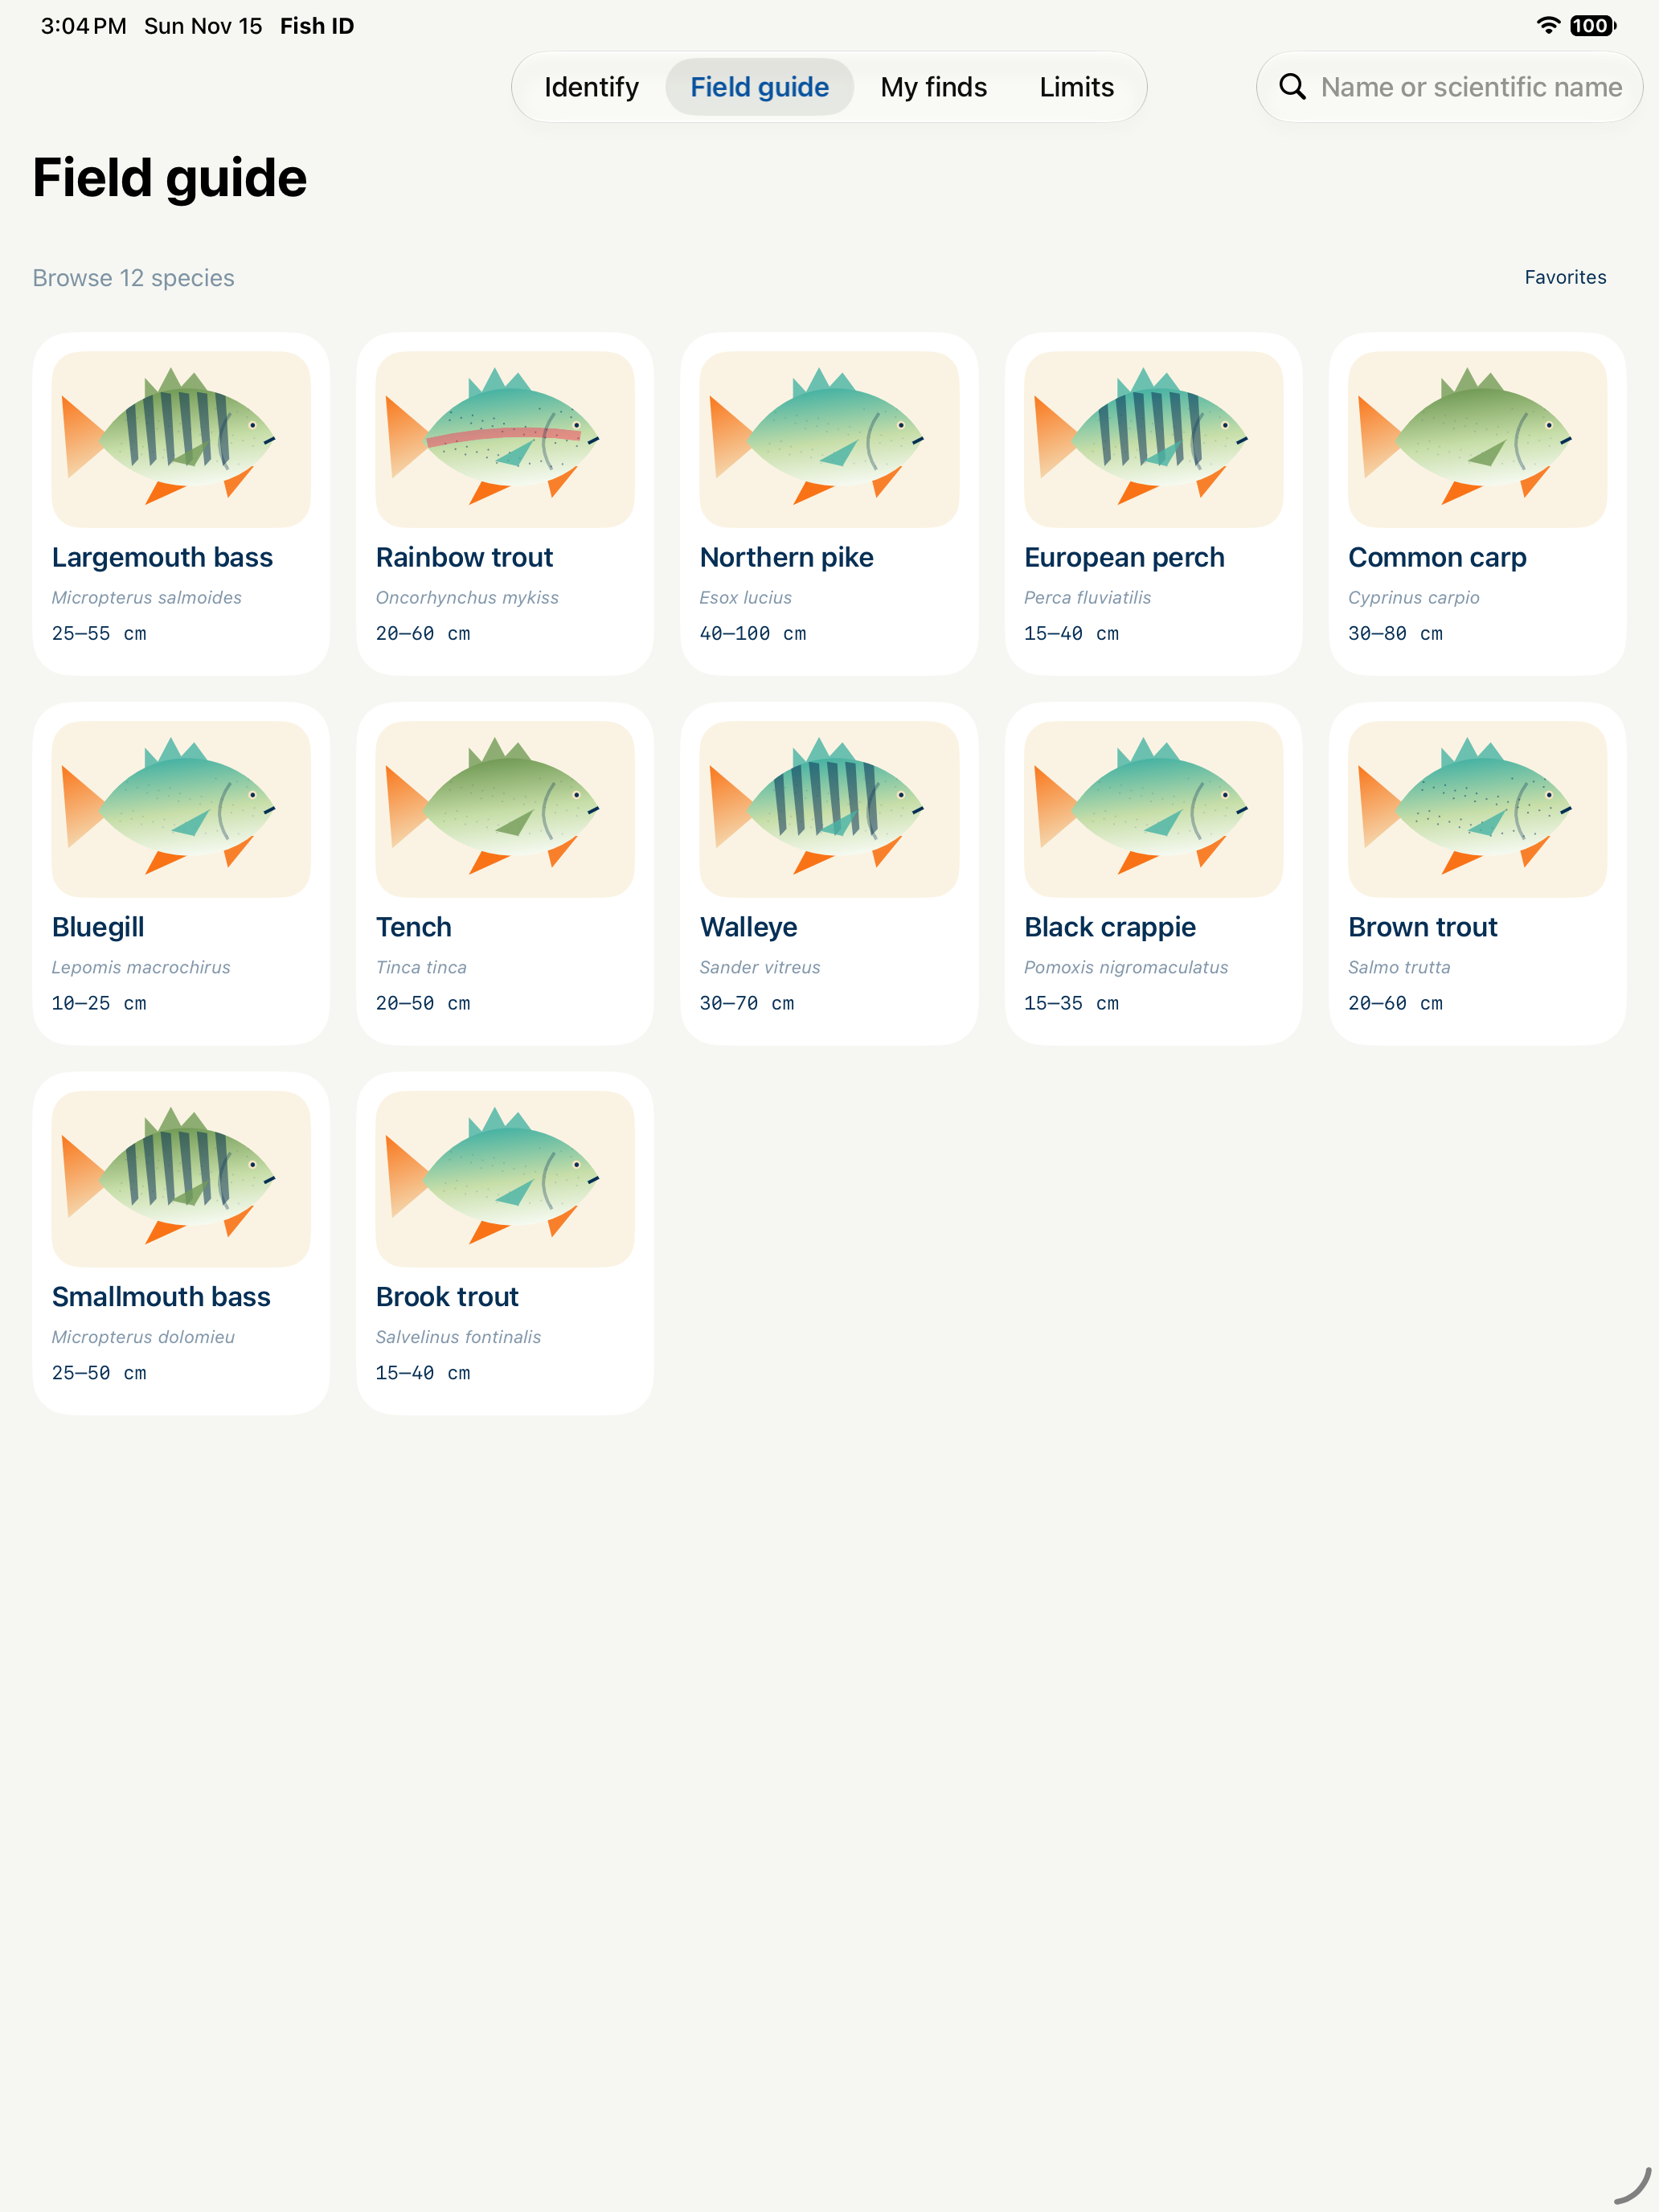 3:04 PM Sun Nov 15 Fish ID
100
Identify Field guide My finds Limits
Name or scientific name
Field guide
Browse 12 species
Favorites
Largemouth bass
Micropterus salmoides
25–55 cm
Rainbow trout
Oncorhynchus mykiss
20–60 cm
Northern pike
Esox lucius
40–100 cm
European perch
Perca fluviatilis
15–40 cm
Common carp
Cyprinus carpio
30–80 cm
Bluegill
Lepomis macrochirus
10–25 cm
Tench
Tinca tinca
20–50 cm
Walleye
Sander vitreus
30–70 cm
Black crappie
Pomoxis nigromaculatus
15–35 cm
Brown trout
Salmo trutta
20–60 cm
Smallmouth bass
Micropterus dolomieu
25–50 cm
Brook trout
Salvelinus fontinalis
15–40 cm